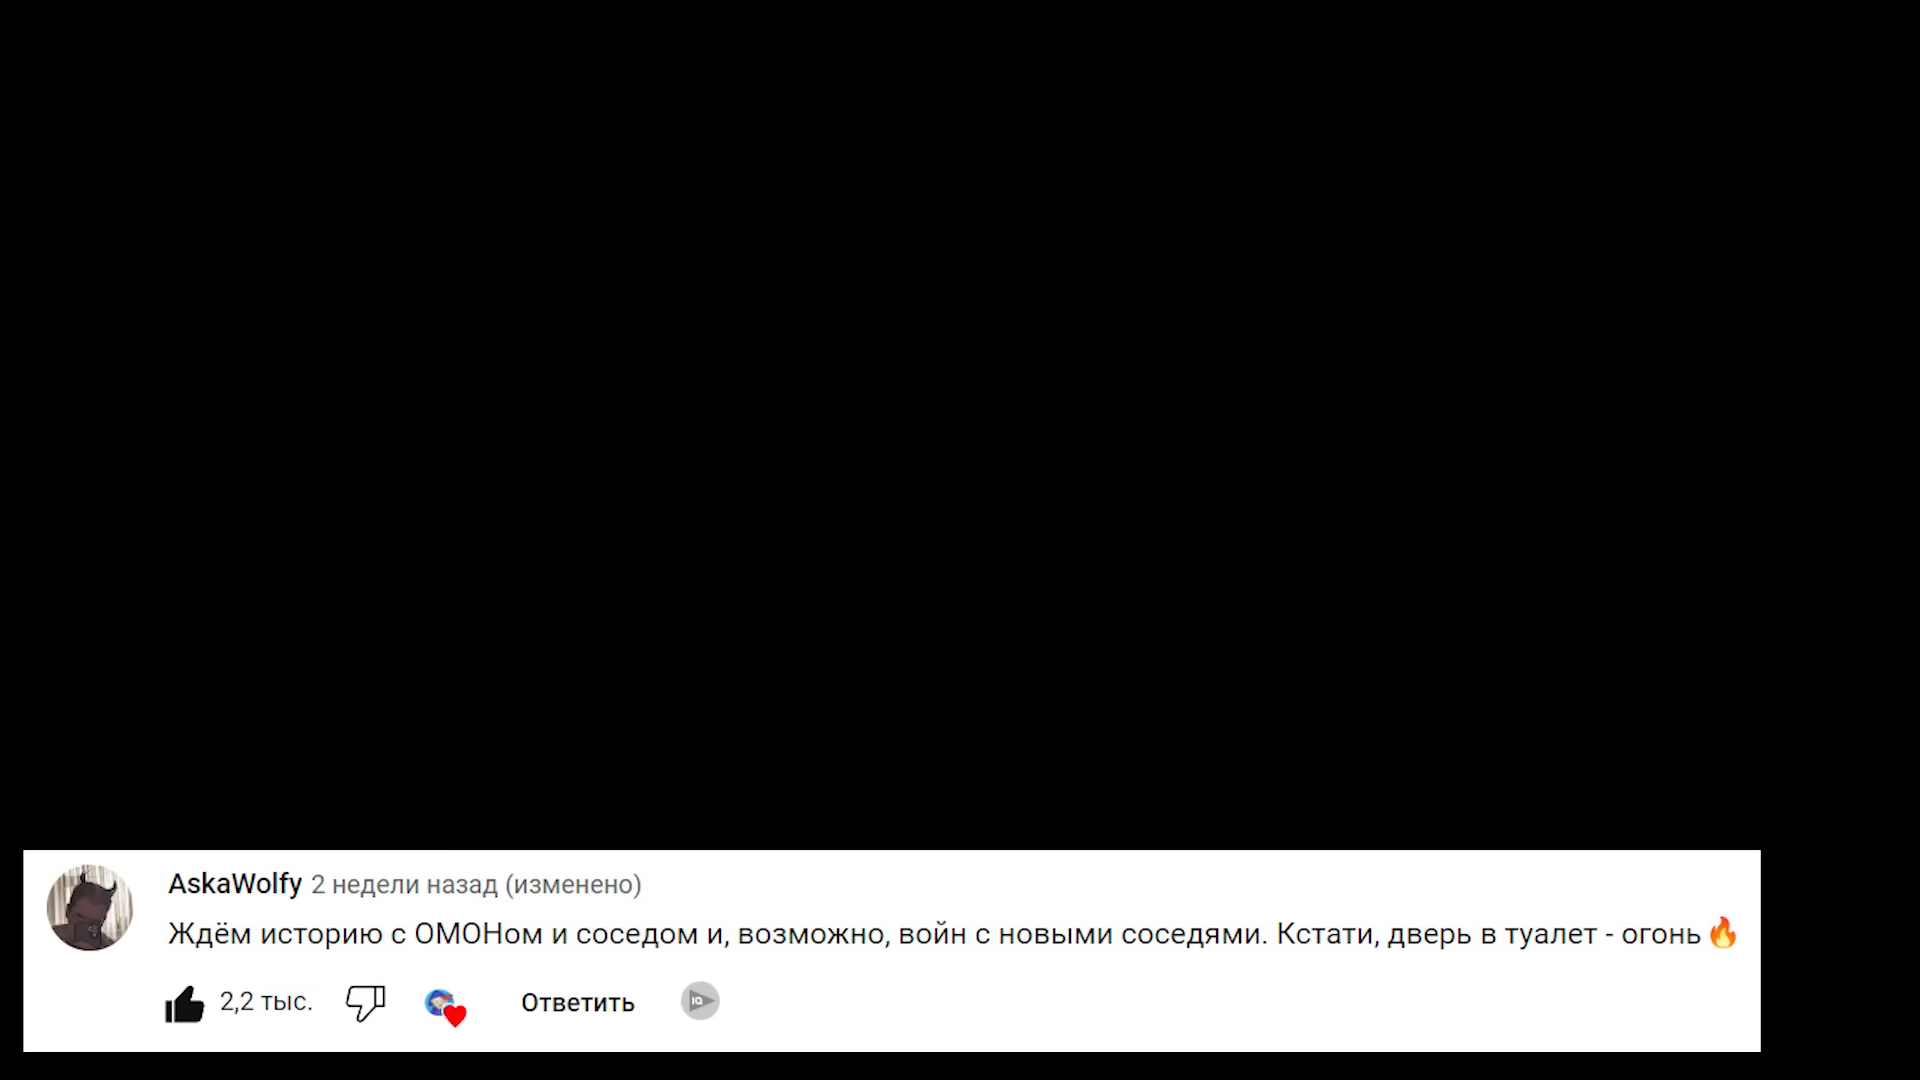 AskaWolfy 2 недели назад (изменено)
Ждём историю с ОМОНом и соседом и, возможно, войн с новыми соседями. Кстати, дверь в туалет - огонь 🔥
2,2 тыс. Ответить IQ